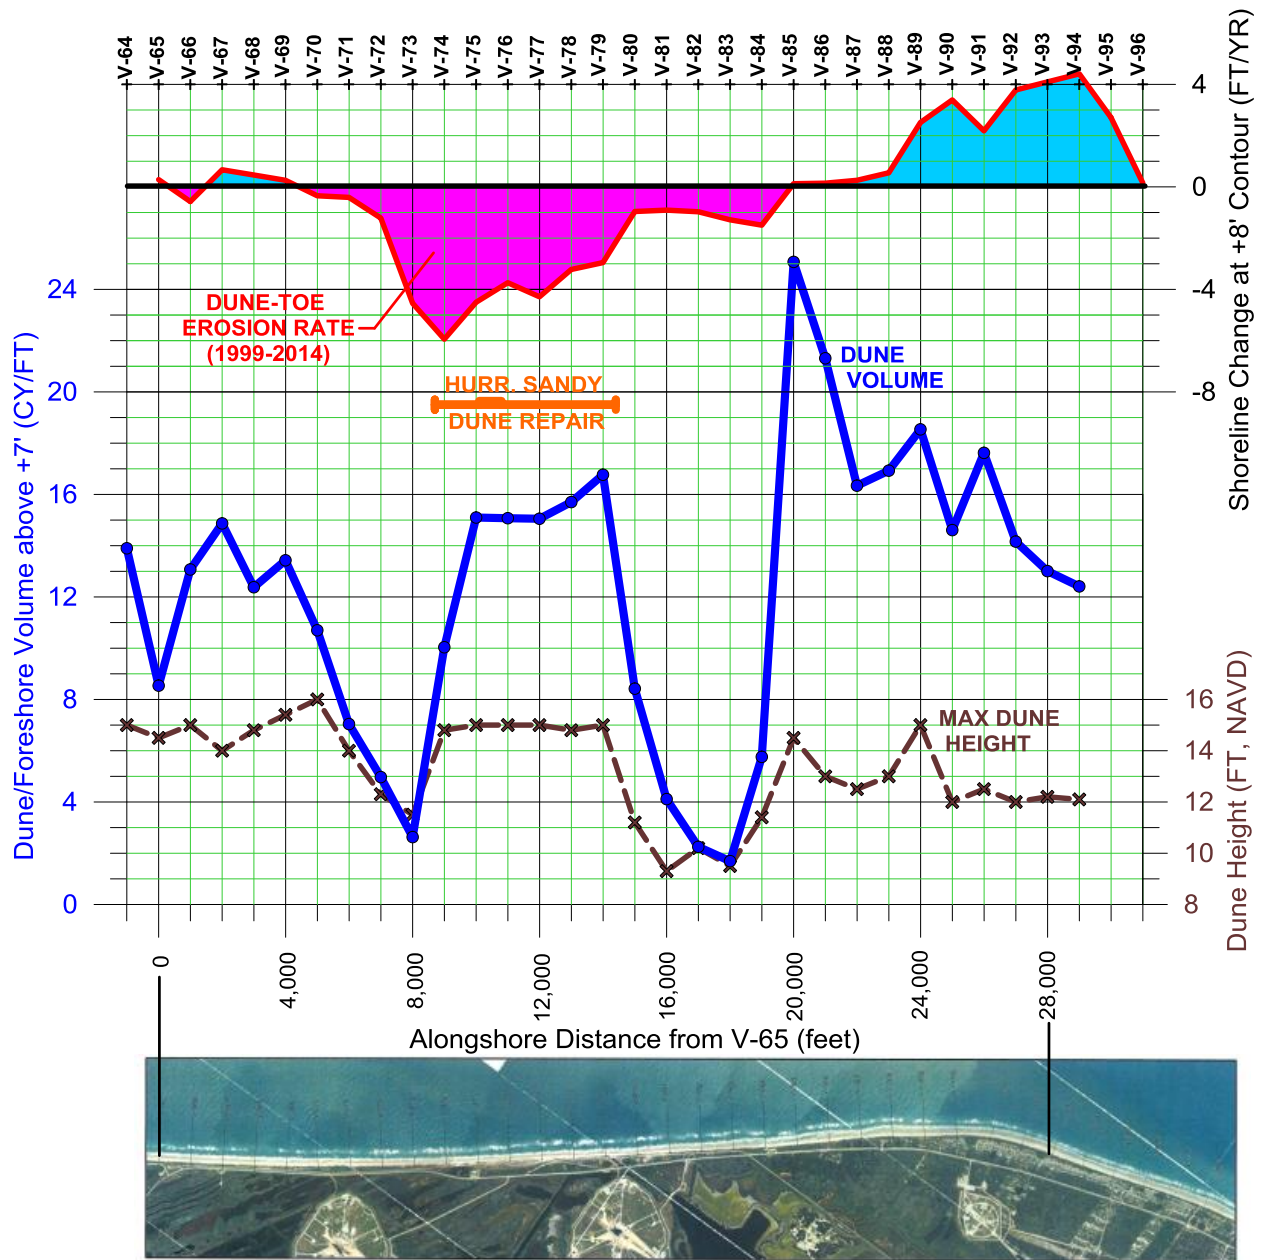 V-64
V-65
V-66
V-67
V-68
V-69
V-70
V-71
V-72
V-73
V-74
V-75
V-76
V-77
V-78
V-79
V-80
V-81
V-82
V-83
V-84
V-85
V-86
V-87
V-88
V-89
V-90
V-91
V-92
V-93
V-94
V-95
V-96
4
0
-4
-8
Shoreline Change at +8' Contour (FT/YR)
DUNE-TOE
EROSION RATE
(1999-2014)
HURR. SANDY
DUNE REPAIR
DUNE
VOLUME
24
20
16
12
8
4
0
Dune/Foreshore Volume above +7' (CY/FT)
MAX DUNE
HEIGHT
16
14
12
10
8
Dune Height (FT, NAVD)
0
4,000
8,000
12,000
16,000
20,000
24,000
28,000
Alongshore Distance from V-65 (feet)